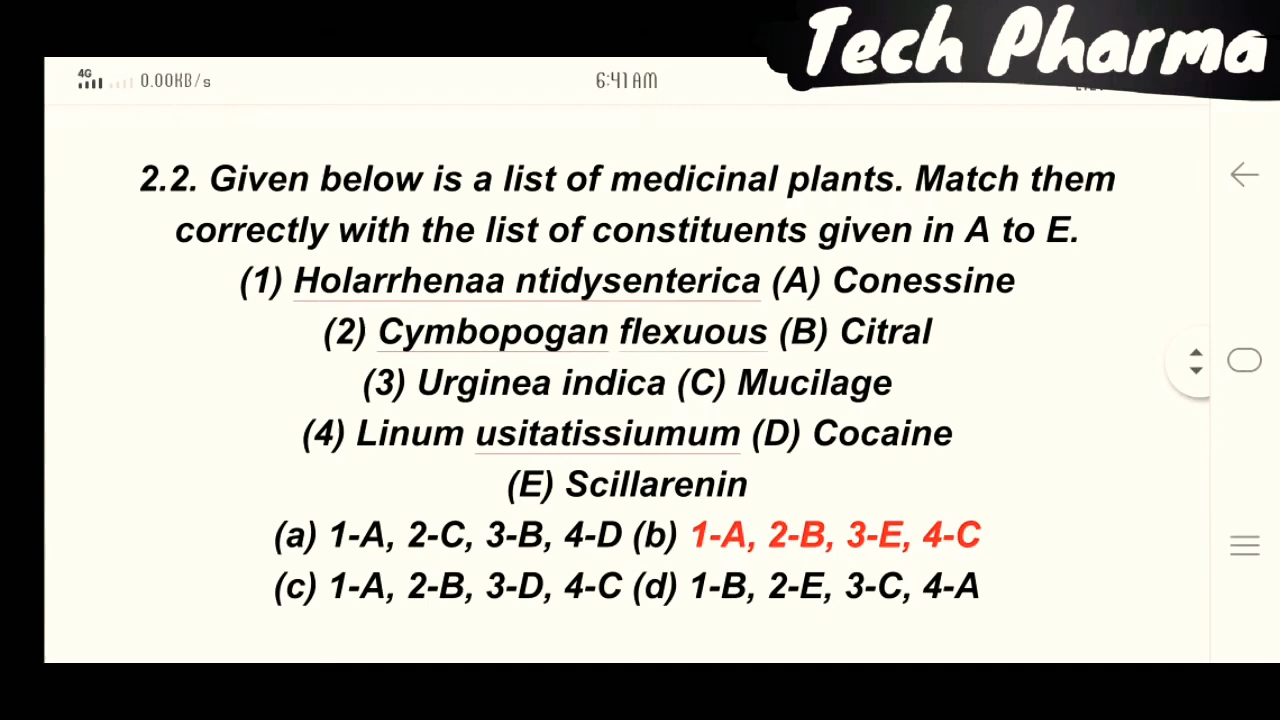 Tech Pharma
4G 0.00KB/s 6:41 AM
2.2. Given below is a list of medicinal plants. Match them
correctly with the list of constituents given in A to E.
(1) Holarrhenaa ntidysenterica (A) Conessine
(2) Cymbopogan flexuous (B) Citral
(3) Urginea indica (C) Mucilage
(4) Linum usitatissiumum (D) Cocaine
(E) Scillarenin
(a) 1-A, 2-C, 3-B, 4-D (b) 1-A, 2-B, 3-E, 4-C
(c) 1-A, 2-B, 3-D, 4-C (d) 1-B, 2-E, 3-C, 4-A